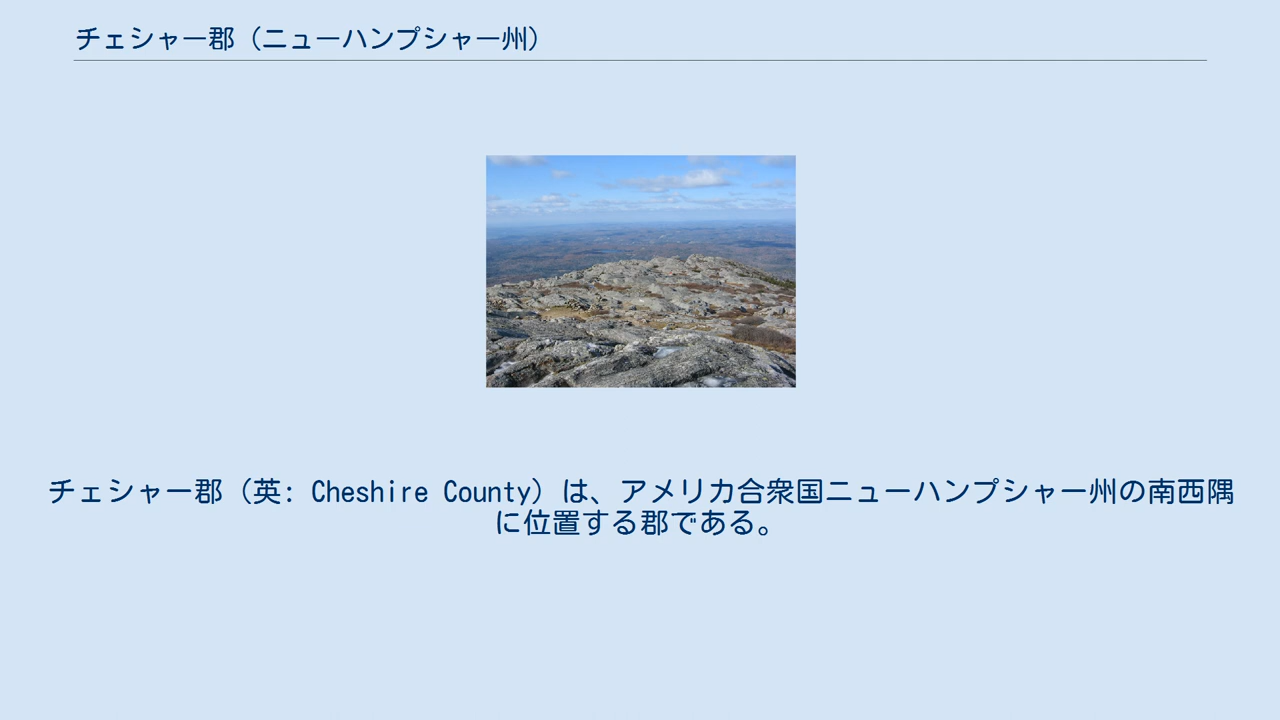 チェシャー郡（ニューハンプシャー州）
チェシャー郡（英: Cheshire County）は、アメリカ合衆国ニューハンプシャー州の南西隅
に位置する郡である。